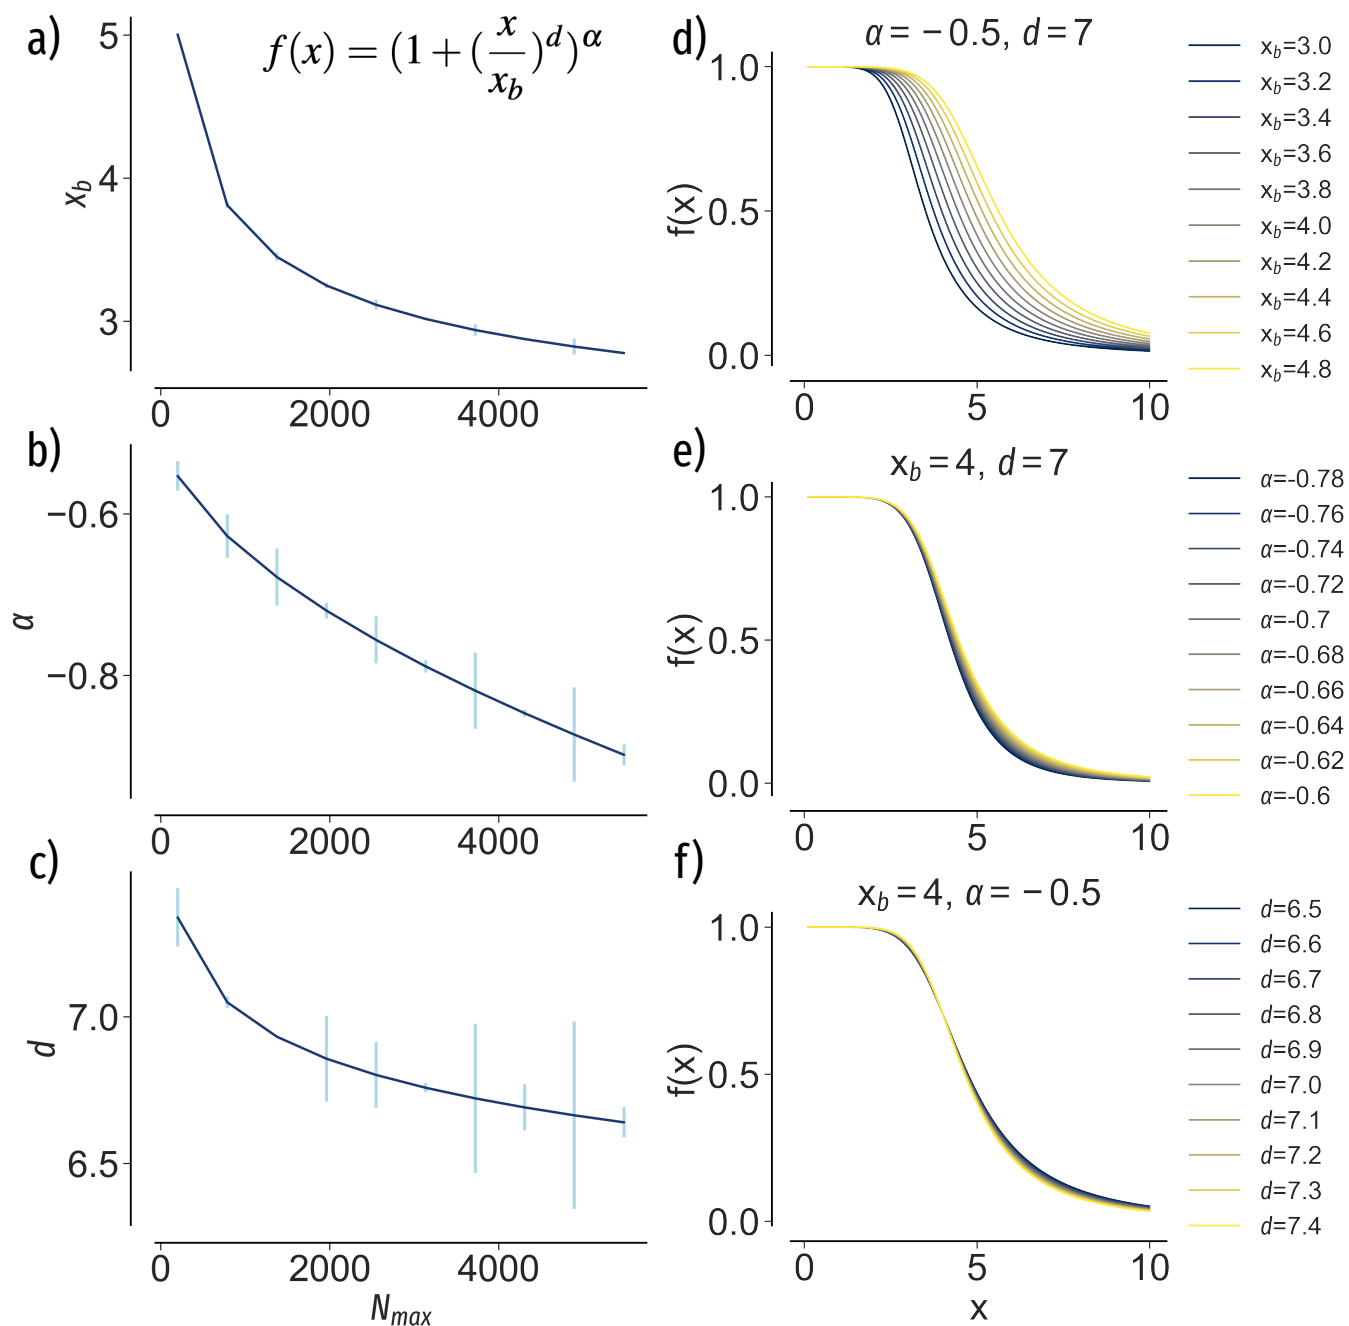 a)
f(x) = (1 + (x/x_b)^d)^α
5
4
3
x_b
0 2000 4000
b)
−0.6
−0.8
α
0 2000 4000
c)
7.0
6.5
d
0 2000 4000
N_max
d)
α = −0.5, d = 7
1.0
0.5
0.0
f(x)
0 5 10
x_b=3.0
x_b=3.2
x_b=3.4
x_b=3.6
x_b=3.8
x_b=4.0
x_b=4.2
x_b=4.4
x_b=4.6
x_b=4.8
e)
x_b = 4, d = 7
1.0
0.5
0.0
f(x)
0 5 10
α=-0.78
α=-0.76
α=-0.74
α=-0.72
α=-0.7
α=-0.68
α=-0.66
α=-0.64
α=-0.62
α=-0.6
f)
x_b = 4, α = −0.5
1.0
0.5
0.0
f(x)
0 5 10
x
d=6.5
d=6.6
d=6.7
d=6.8
d=6.9
d=7.0
d=7.1
d=7.2
d=7.3
d=7.4